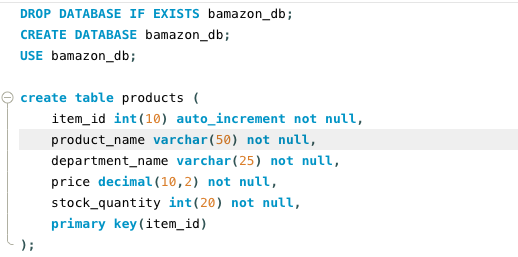 DROP DATABASE IF EXISTS bamazon_db;
CREATE DATABASE bamazon_db;
USE bamazon_db;
create table products (
item_id int(10) auto_increment not null,
product_name varchar(50) not null,
department_name varchar(25) not null,
price decimal(10,2) not null,
stock_quantity int(20) not null,
primary key(item_id)
);